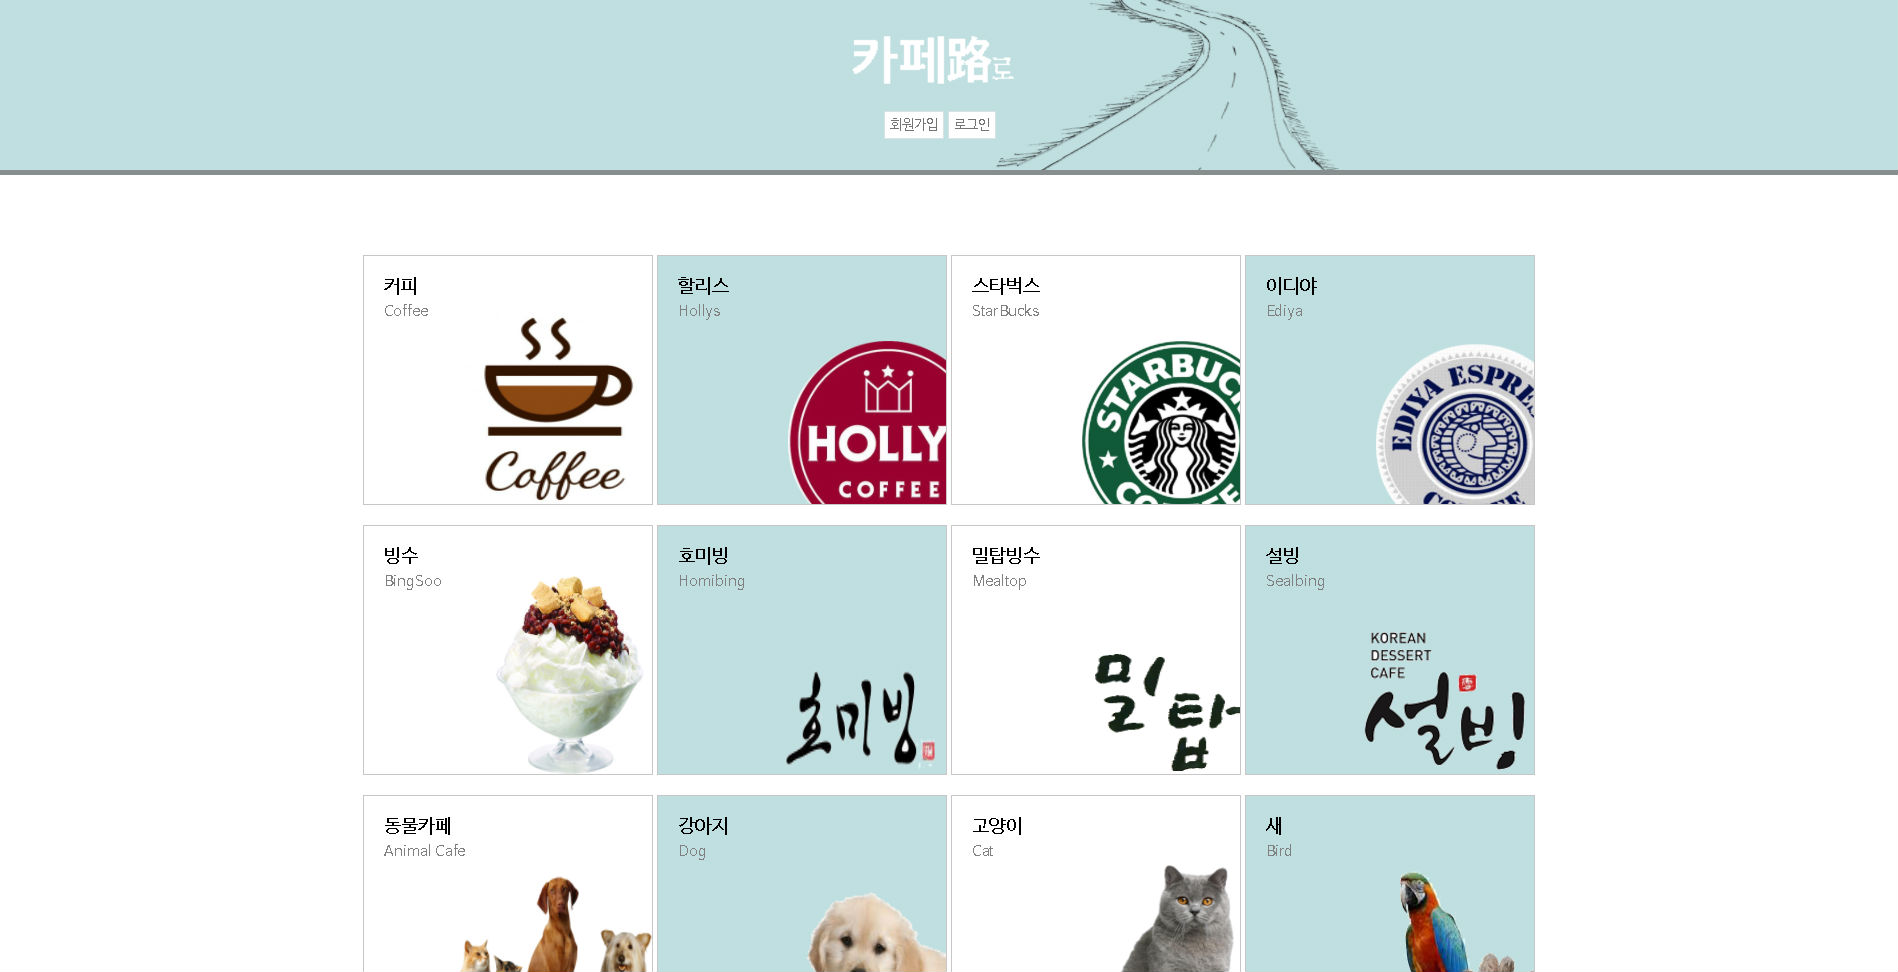 카페路로
회원가입 로그인
커피
Coffee
Coffee
할리스
Hollys
HOLLY
COFFEE
스타벅스
StarBucks
STARBUC
COFFE
이디야
Ediya
EDIYA ESPRE
COFFEE
빙수
BingSoo
호미빙
Homibing
호미빙
밀탑빙수
Mealtop
밀탑
설빙
Sealbing
KOREAN
DESSERT
CAFE
설빙
동물카페
Animal Cafe
강아지
Dog
고양이
Cat
새
Bird